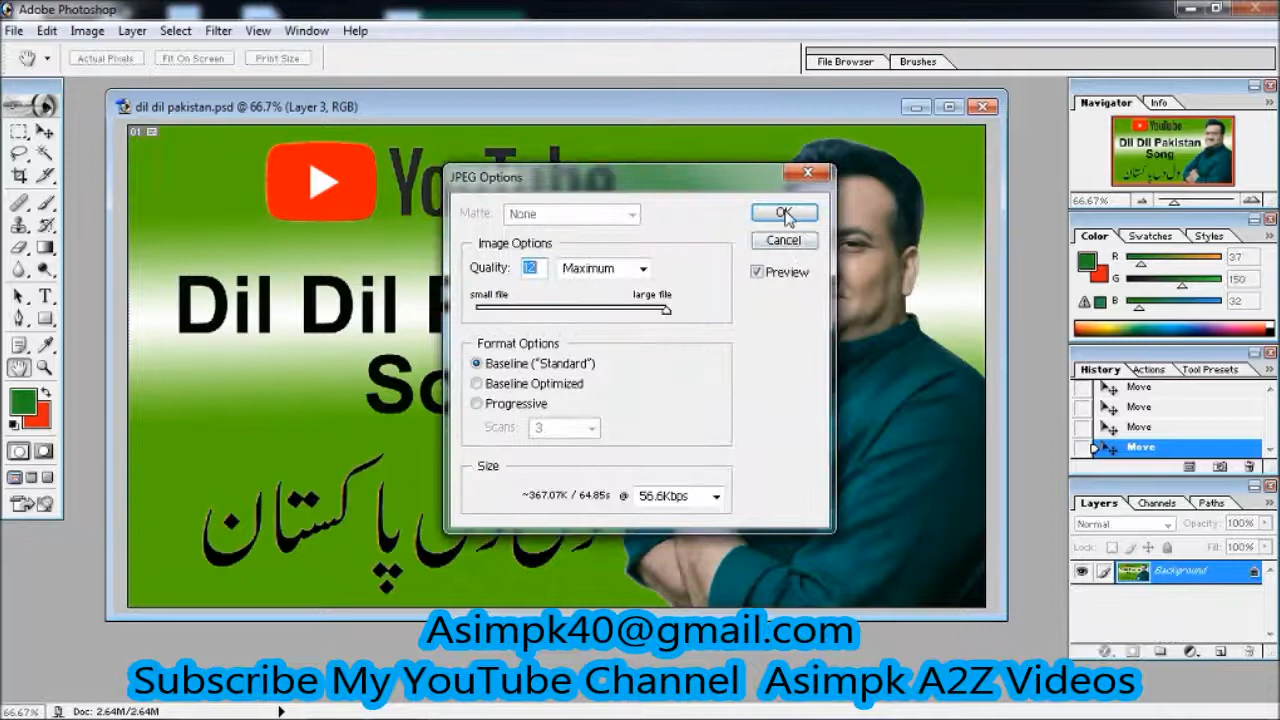 Adobe Photoshop
File Edit Image Layer Select Filter View Window Help
Actual Pixels Fit On Screen Print Size File Browser Brushes
dil dil pakistan.psd @ 66.7% (Layer 3, RGB)
01
YouTube
Dil Dil P
So
دل دل پاکستان
JPEG Options
Matte: None
OK
Cancel
Preview
Image Options
Quality: 12 Maximum
small file large file
Format Options
Baseline ("Standard")
Baseline Optimized
Progressive
Scans: 3
Size
~367.07K / 64.85s @ 56.6Kbps
Navigator Info
YouTube
Dil Dil Pakistan
Song
دل دل پاکستان
66.67%
Color Swatches Styles
R 37
G 150
B 32
History Actions Tool Presets
Move
Move
Move
Move
Layers Channels Paths
Normal Opacity: 100%
Lock: Fill: 100%
Background
Asimpk40@gmail.com
Subscribe My YouTube Channel Asimpk A2Z Videos
66.67% Doc: 2.64M/2.64M